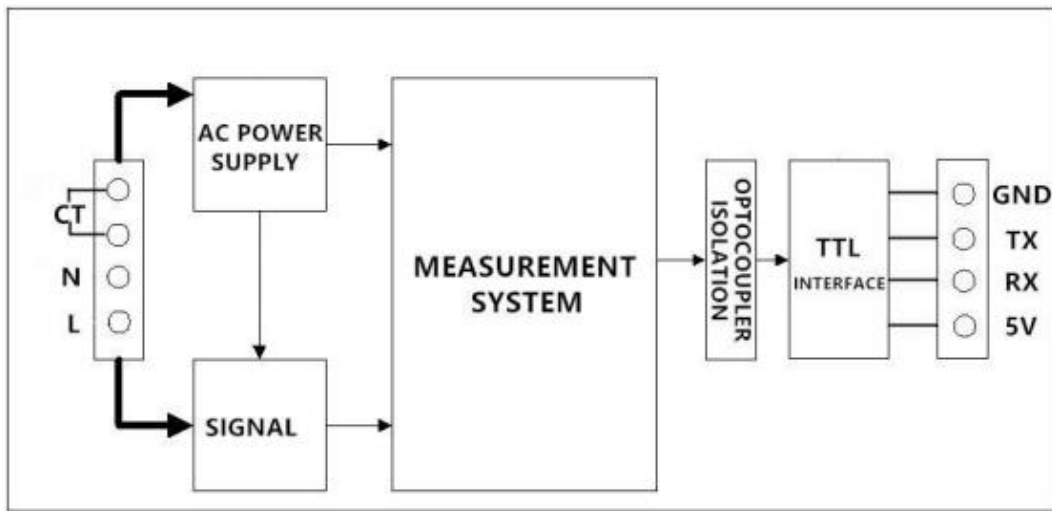 AC POWER
SUPPLY
CT
N
L
SIGNAL
MEASUREMENT
SYSTEM
OPTOCOUPLER
ISOLATION
TTL
INTERFACE
GND
TX
RX
5V